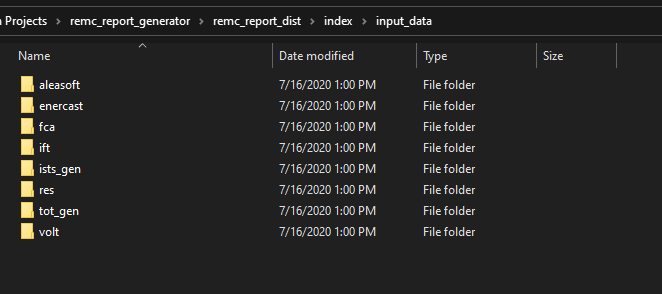 n Projects > remc_report_generator > remc_report_dist > index > input_data
Name Date modified Type Size
aleasoft 7/16/2020 1:00 PM File folder
enercast 7/16/2020 1:00 PM File folder
fca 7/16/2020 1:00 PM File folder
ift 7/16/2020 1:00 PM File folder
ists_gen 7/16/2020 1:00 PM File folder
res 7/16/2020 1:00 PM File folder
tot_gen 7/16/2020 1:00 PM File folder
volt 7/16/2020 1:00 PM File folder